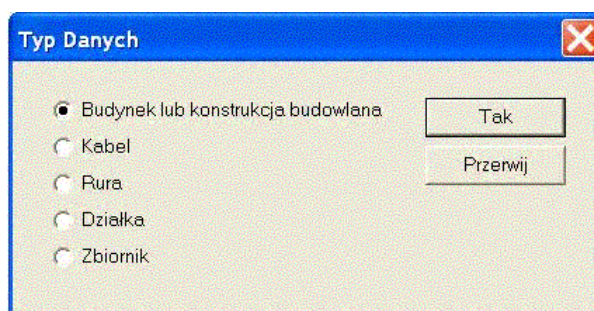 Typ Danych
Budynek lub konstrukcja budowlana
Tak
Kabel
Przerwij
Rura
Działka
Zbiornik